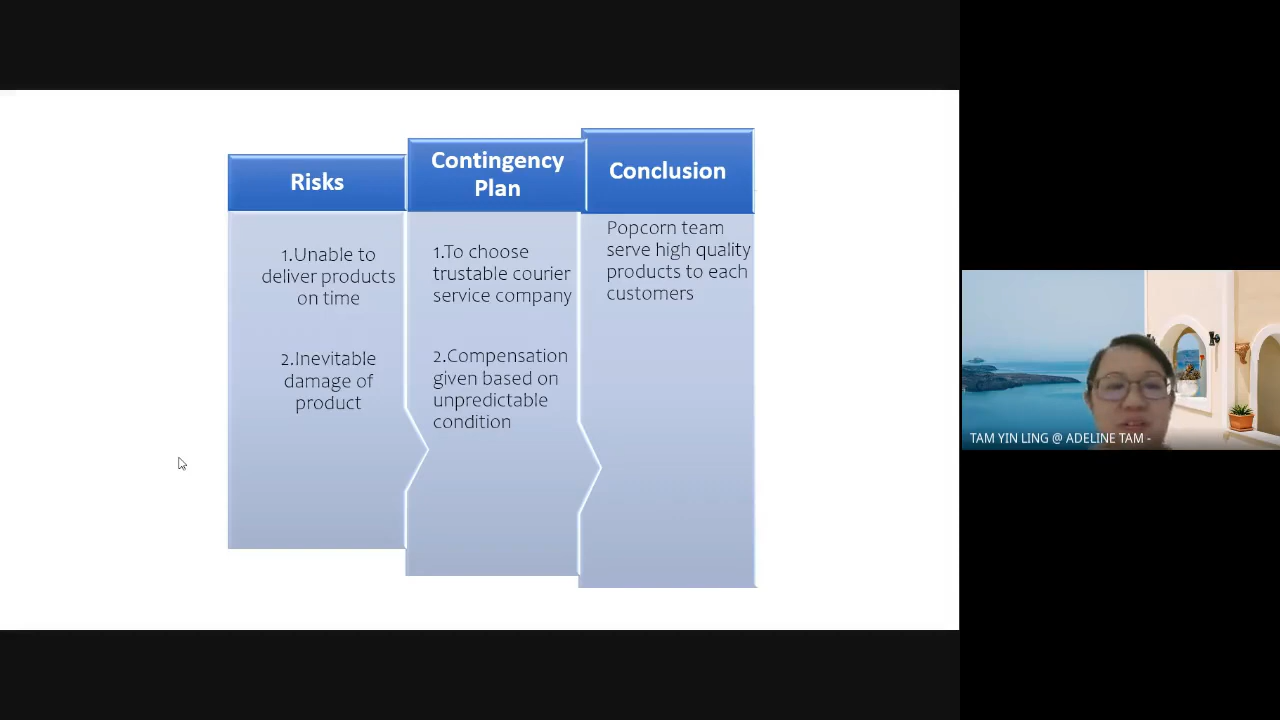 Risks
1.Unable to
deliver products
on time
2.Inevitable
damage of
product
Contingency
Plan
1.To choose
trustable courier
service company
2.Compensation
given based on
unpredictable
condition
Conclusion
Popcorn team
serve high quality
products to each
customers
TAM YIN LING @ ADELINE TAM -